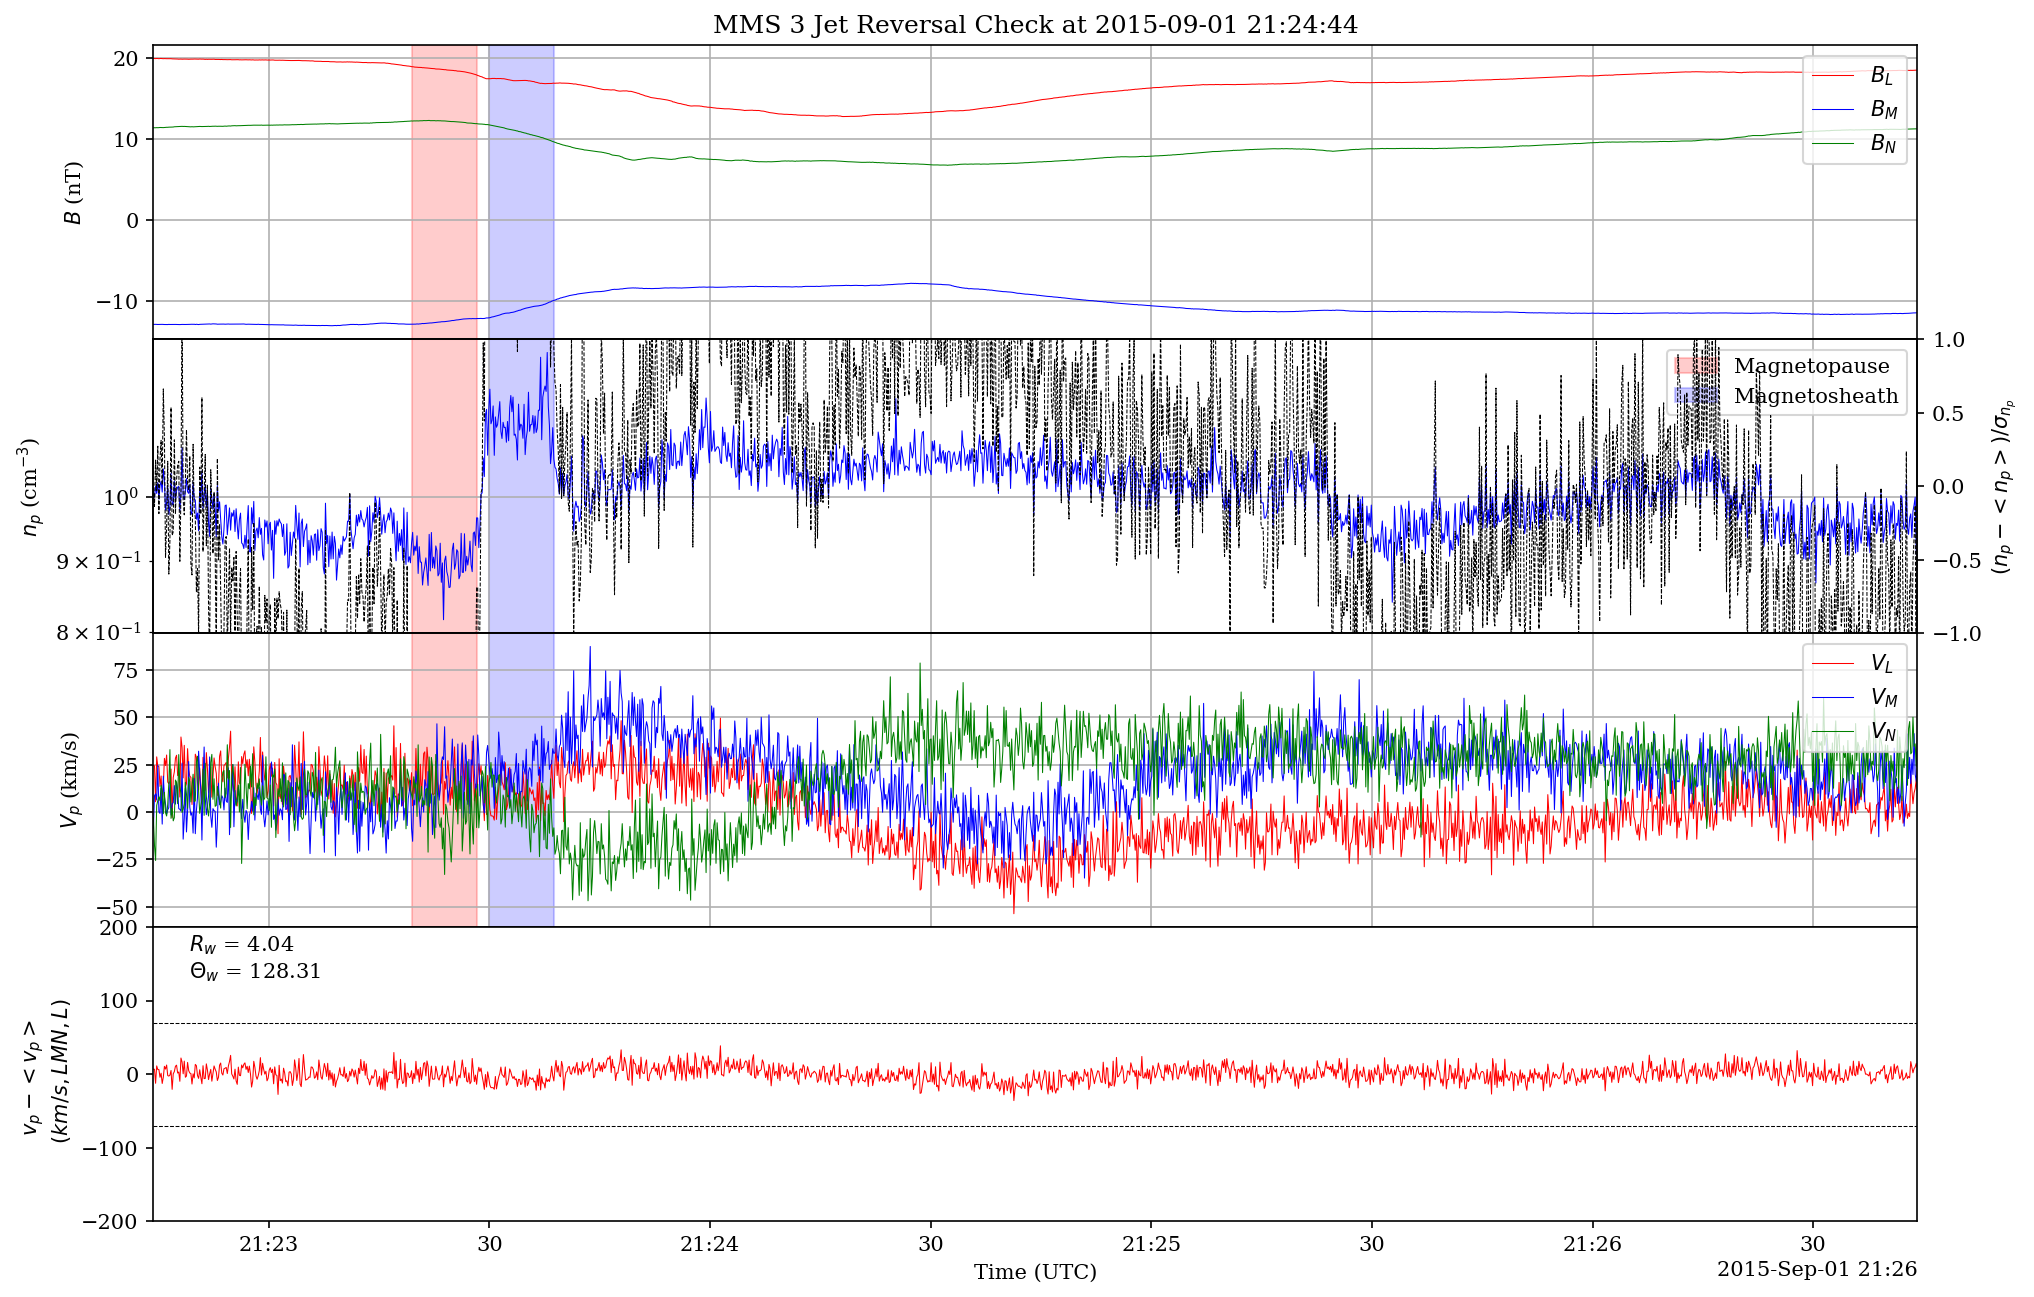 MMS 3 Jet Reversal Check at 2015-09-01 21:24:44
20
10
0
−10
B (nT)
B_L
B_M
B_N
10^0
9 × 10^−1
8 × 10^−1
n_p (cm^−3)
1.0
0.5
0.0
−0.5
−1.0
(n_p − < n_p >)/σ_{n_p}
Magnetopause
Magnetosheath
75
50
25
0
−25
−50
V_p (km/s)
V_L
V_M
V_N
200
100
0
−100
−200
v_p − < v_p >
(km/s, LMN, L)
R_w = 4.04
Θ_w = 128.31
21:23 30 21:24 30 21:25 30 21:26 30
Time (UTC)
2015-Sep-01 21:26